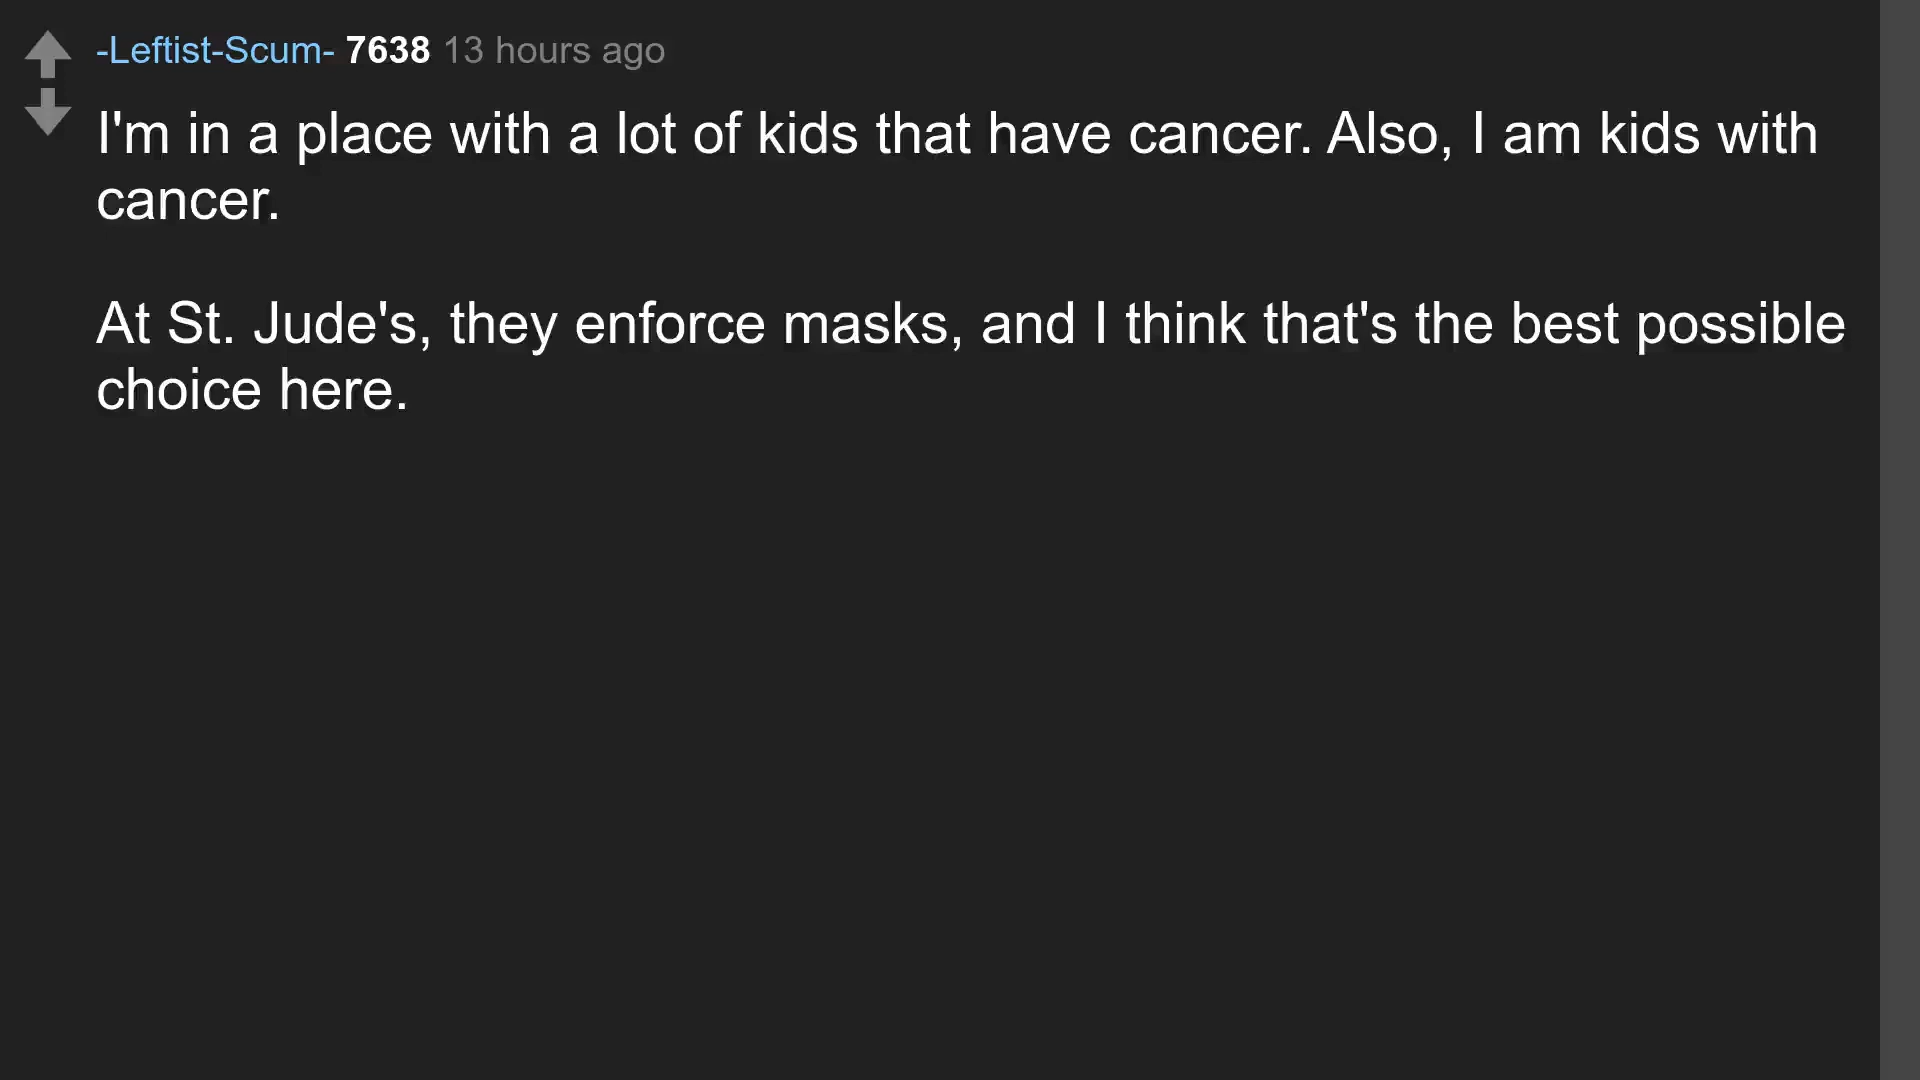 -Leftist-Scum- 7638 13 hours ago
I'm in a place with a lot of kids that have cancer. Also, I am kids with
cancer.
At St. Jude's, they enforce masks, and I think that's the best possible
choice here.